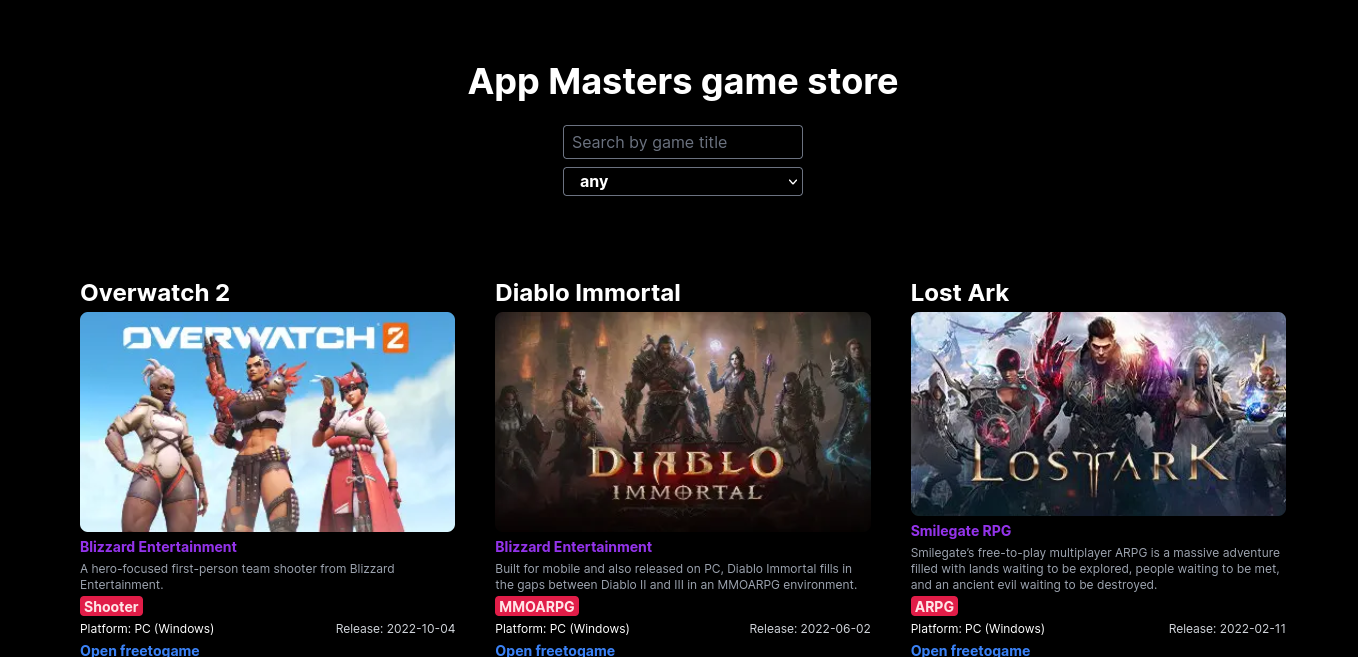 App Masters game store
Search by game title
any
Overwatch 2
OVERWATCH 2
Blizzard Entertainment
A hero-focused first-person team shooter from Blizzard
Entertainment.
Shooter
Platform: PC (Windows)
Release: 2022-10-04
Open freetogame
Diablo Immortal
DIABLO
IMMORTAL
Blizzard Entertainment
Built for mobile and also released on PC, Diablo Immortal fills in
the gaps between Diablo II and III in an MMOARPG environment.
MMOARPG
Platform: PC (Windows)
Release: 2022-06-02
Open freetogame
Lost Ark
LOST ARK
Smilegate RPG
Smilegate’s free-to-play multiplayer ARPG is a massive adventure
filled with lands waiting to be explored, people waiting to be met,
and an ancient evil waiting to be destroyed.
ARPG
Platform: PC (Windows)
Release: 2022-02-11
Open freetogame